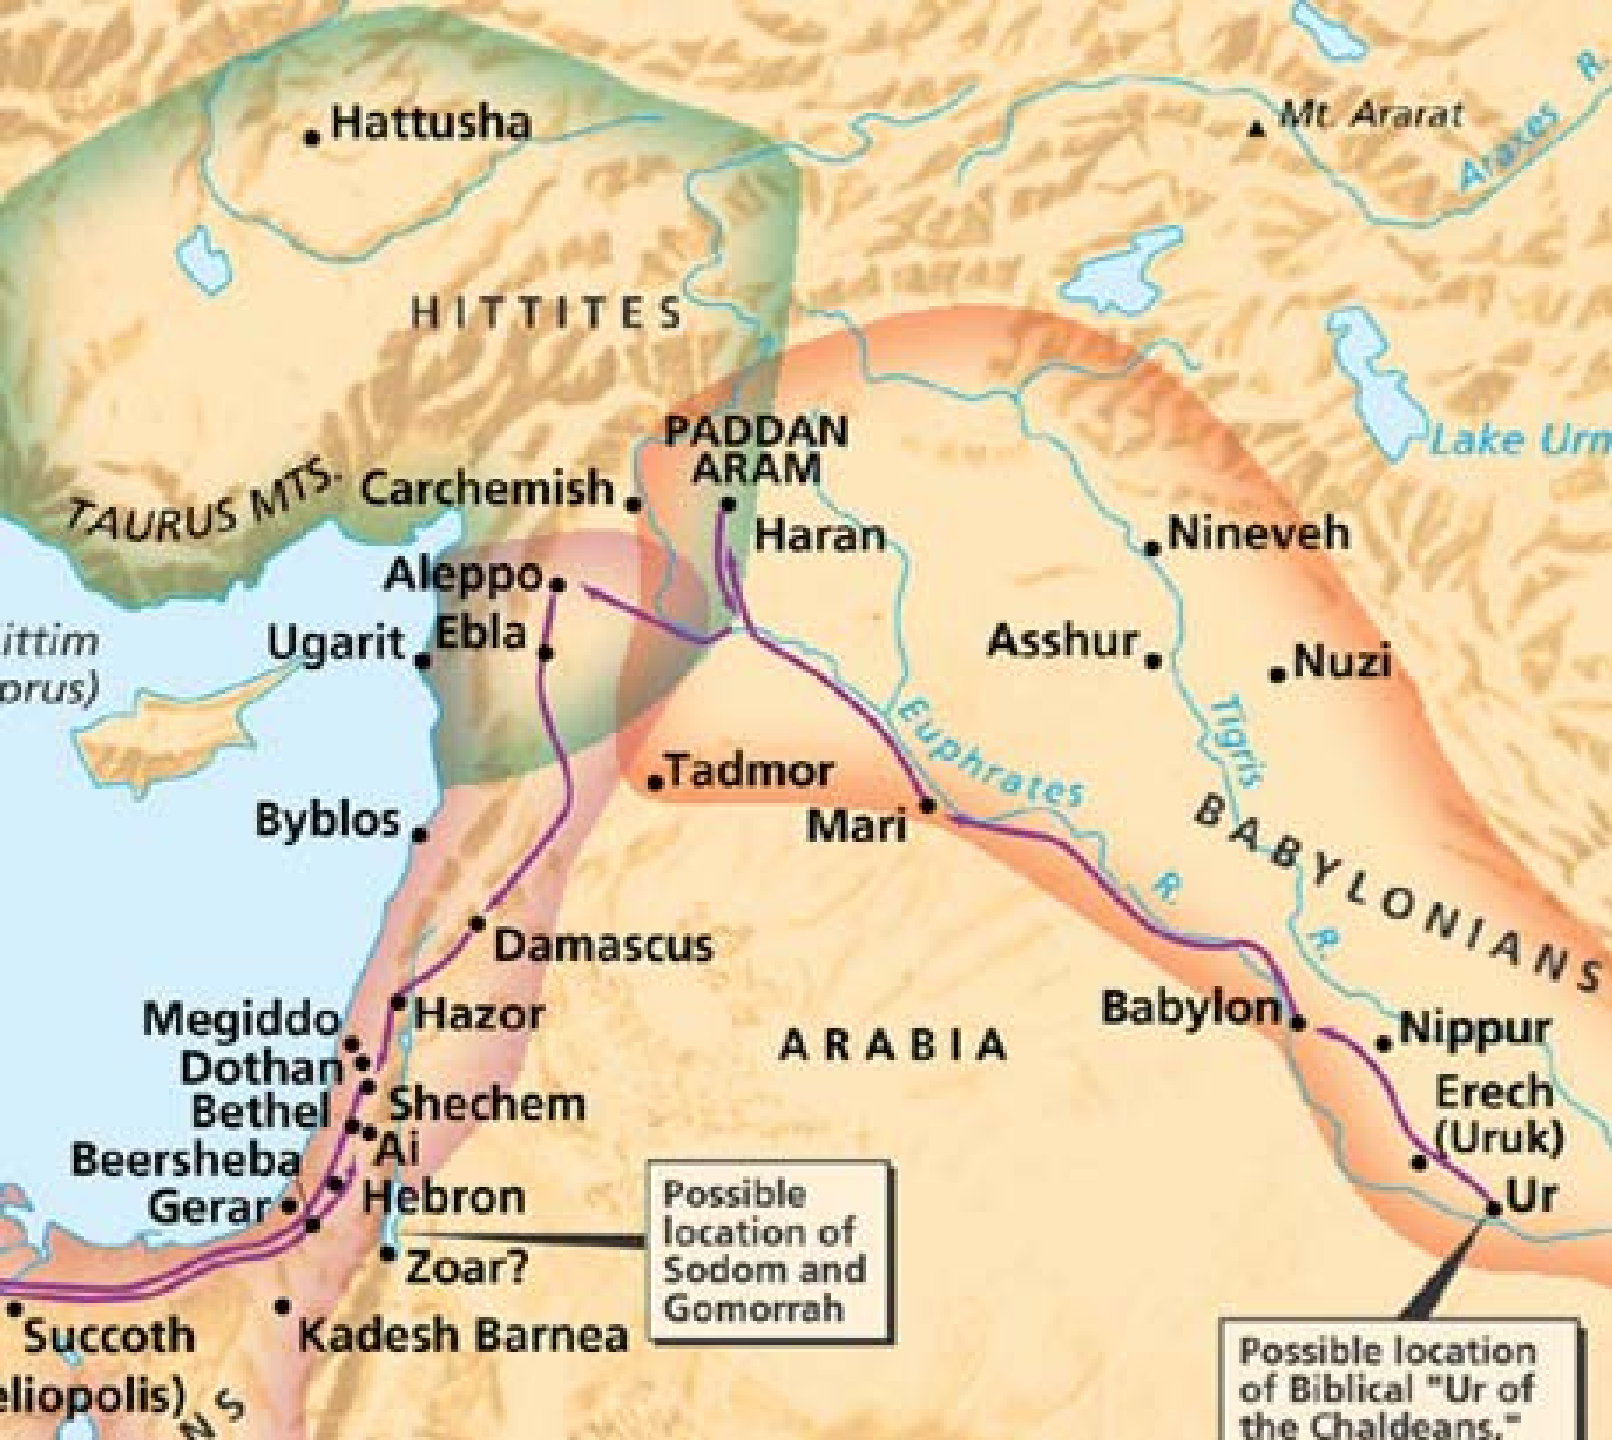 Hattusha
Mt. Ararat
Araxes R.
HITTITES
PADDAN
ARAM
Lake Urm
TAURUS MTS.
Carchemish
Haran
Nineveh
Aleppo
ittim
prus)
Ugarit
Ebla
Asshur
Nuzi
Tigris R.
Euphrates R.
Tadmor
Mari
Byblos
BABYLONIANS
Damascus
Megiddo
Hazor
Dothan
Bethel
Shechem
Ai
Beersheba
Gerar
Hebron
ARABIA
Babylon
Nippur
Erech
(Uruk)
Ur
Possible
location of
Sodom and
Gomorrah
Zoar?
Succoth
Kadesh Barnea
eliopolis)
NS
Possible location
of Biblical "Ur of
the Chaldeans."